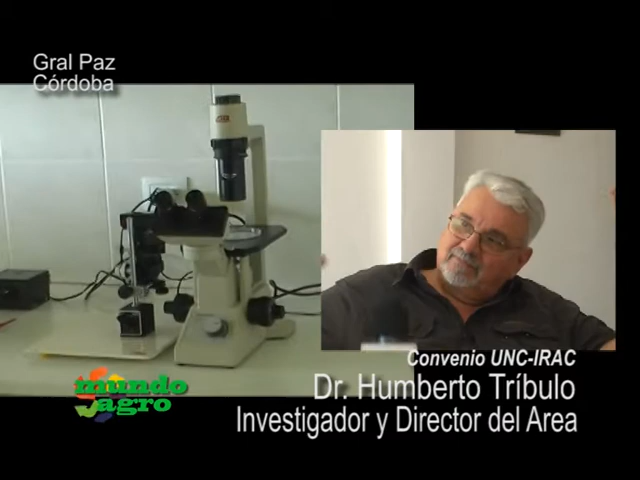 Gral Paz
Córdoba
Convenio UNC-IRAC
Dr. Humberto Tríbulo
Investigador y Director del Area
mundo
agro